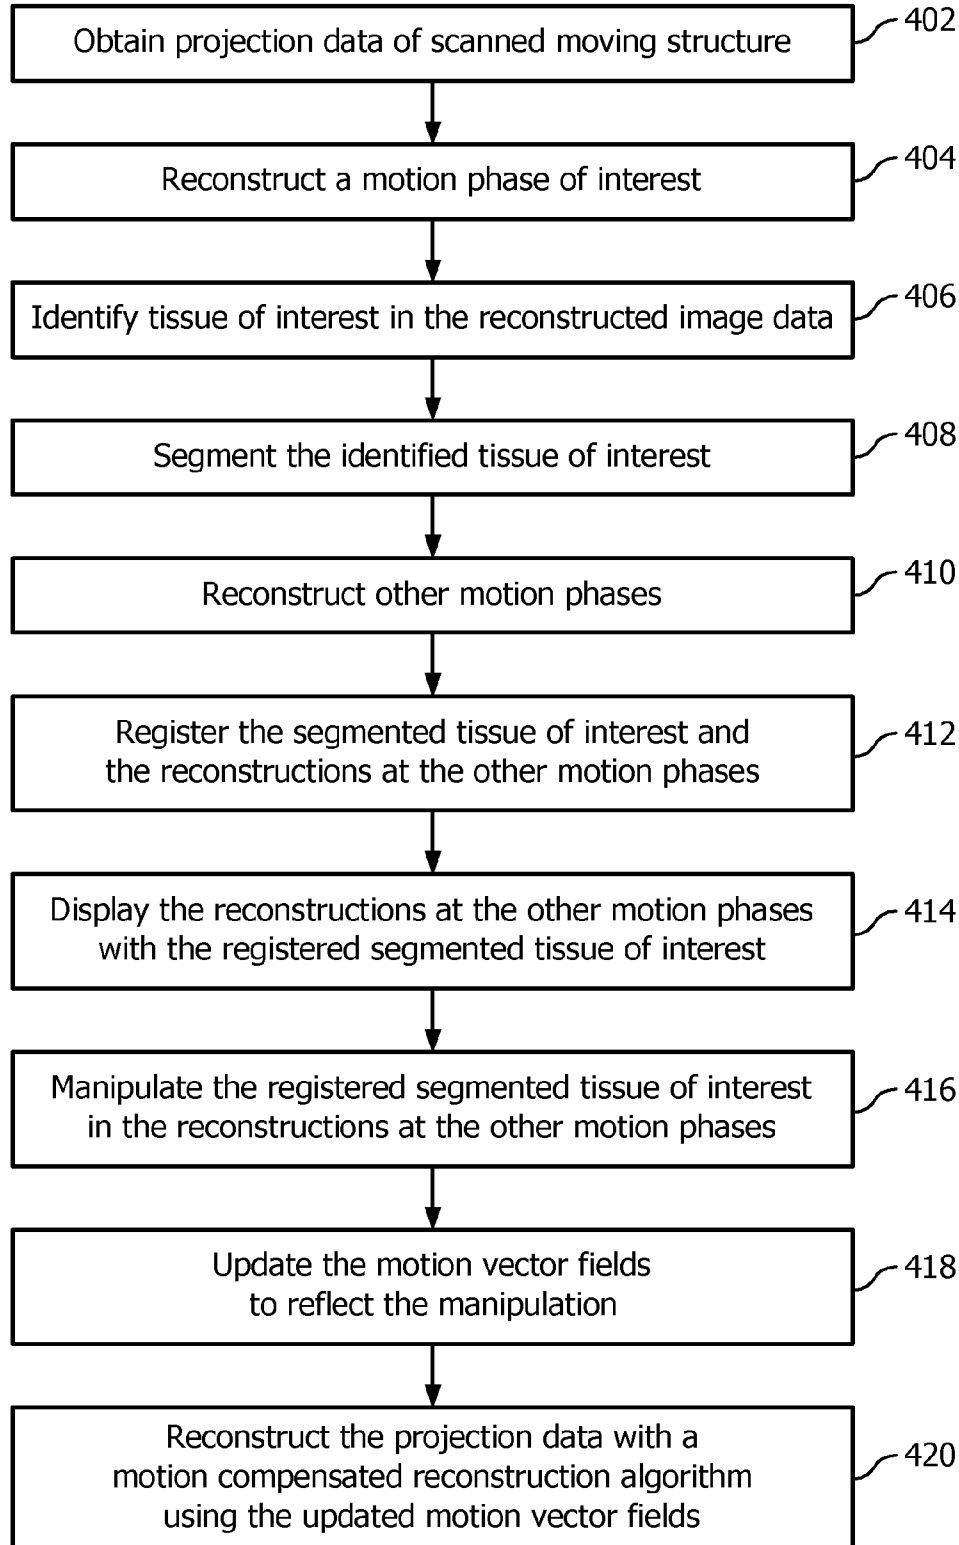 Obtain projection data of scanned moving structure
402
Reconstruct a motion phase of interest
404
Identify tissue of interest in the reconstructed image data
406
Segment the identified tissue of interest
408
Reconstruct other motion phases
410
Register the segmented tissue of interest and
the reconstructions at the other motion phases
412
Display the reconstructions at the other motion phases
with the registered segmented tissue of interest
414
Manipulate the registered segmented tissue of interest
in the reconstructions at the other motion phases
416
Update the motion vector fields
to reflect the manipulation
418
Reconstruct the projection data with a
motion compensated reconstruction algorithm
using the updated motion vector fields
420